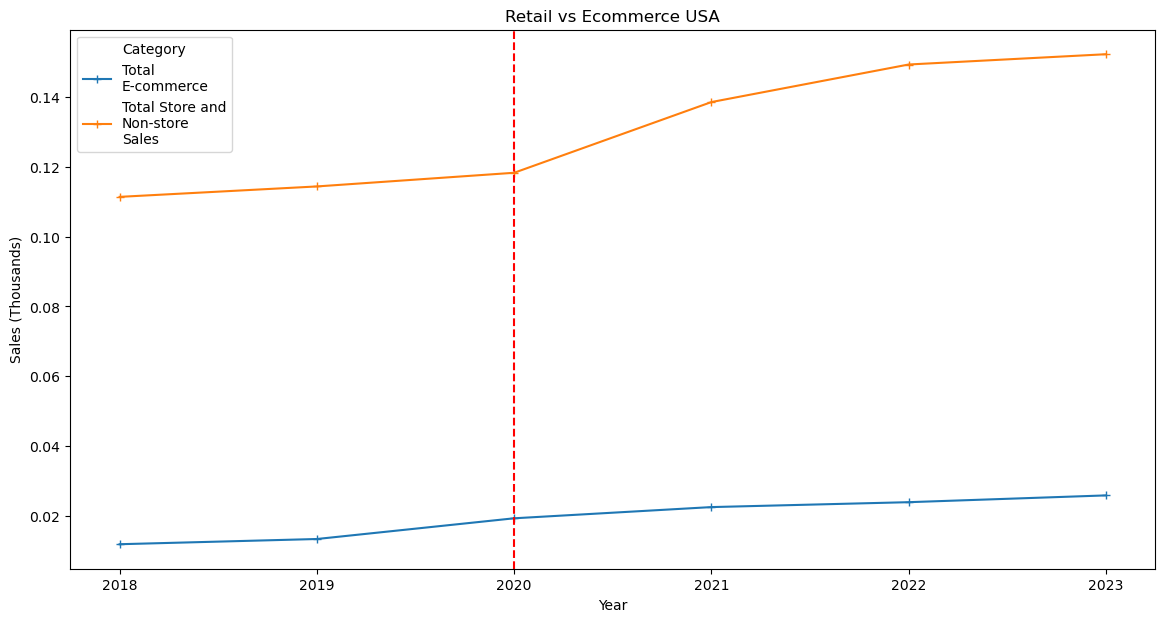 Retail vs Ecommerce USA
Category
Total
E-commerce
Total Store and
Non-store
Sales
Sales (Thousands)
0.14
0.12
0.10
0.08
0.06
0.04
0.02
2018 2019 2020 2021 2022 2023
Year